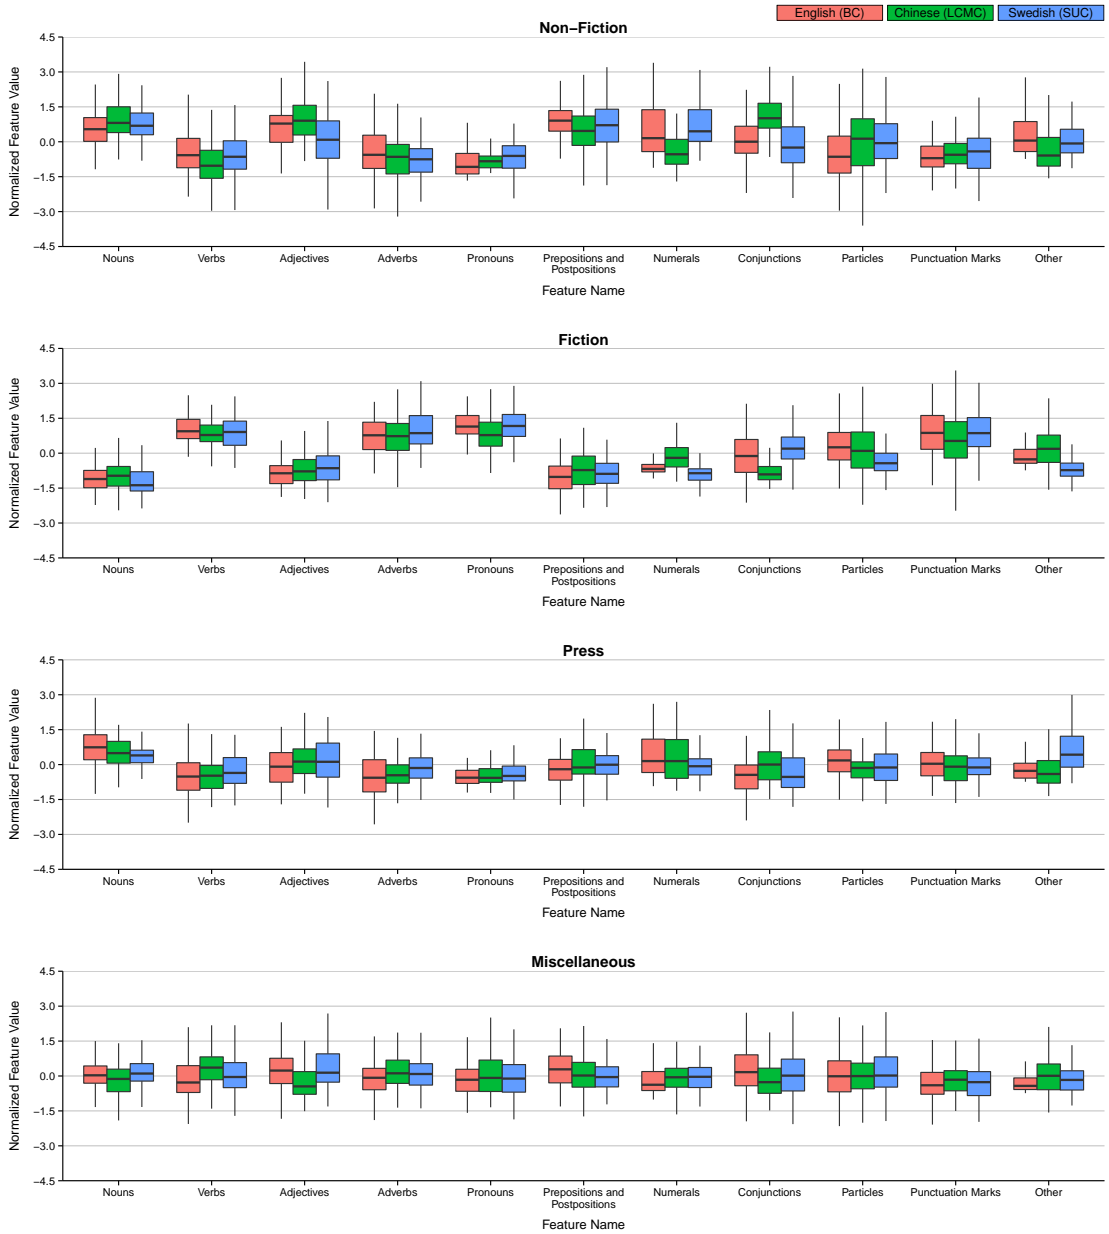 English (BC) Chinese (LCMC) Swedish (SUC)
Non−Fiction
Normalized Feature Value
4.5
3.0
1.5
0.0
−1.5
−3.0
−4.5
Nouns Verbs Adjectives Adverbs Pronouns Prepositions and Numerals Conjunctions Particles Punctuation Marks Other
Postpositions
Feature Name
Fiction
Normalized Feature Value
4.5
3.0
1.5
0.0
−1.5
−3.0
−4.5
Nouns Verbs Adjectives Adverbs Pronouns Prepositions and Numerals Conjunctions Particles Punctuation Marks Other
Postpositions
Feature Name
Press
Normalized Feature Value
4.5
3.0
1.5
0.0
−1.5
−3.0
−4.5
Nouns Verbs Adjectives Adverbs Pronouns Prepositions and Numerals Conjunctions Particles Punctuation Marks Other
Postpositions
Feature Name
Miscellaneous
Normalized Feature Value
4.5
3.0
1.5
0.0
−1.5
−3.0
−4.5
Nouns Verbs Adjectives Adverbs Pronouns Prepositions and Numerals Conjunctions Particles Punctuation Marks Other
Postpositions
Feature Name